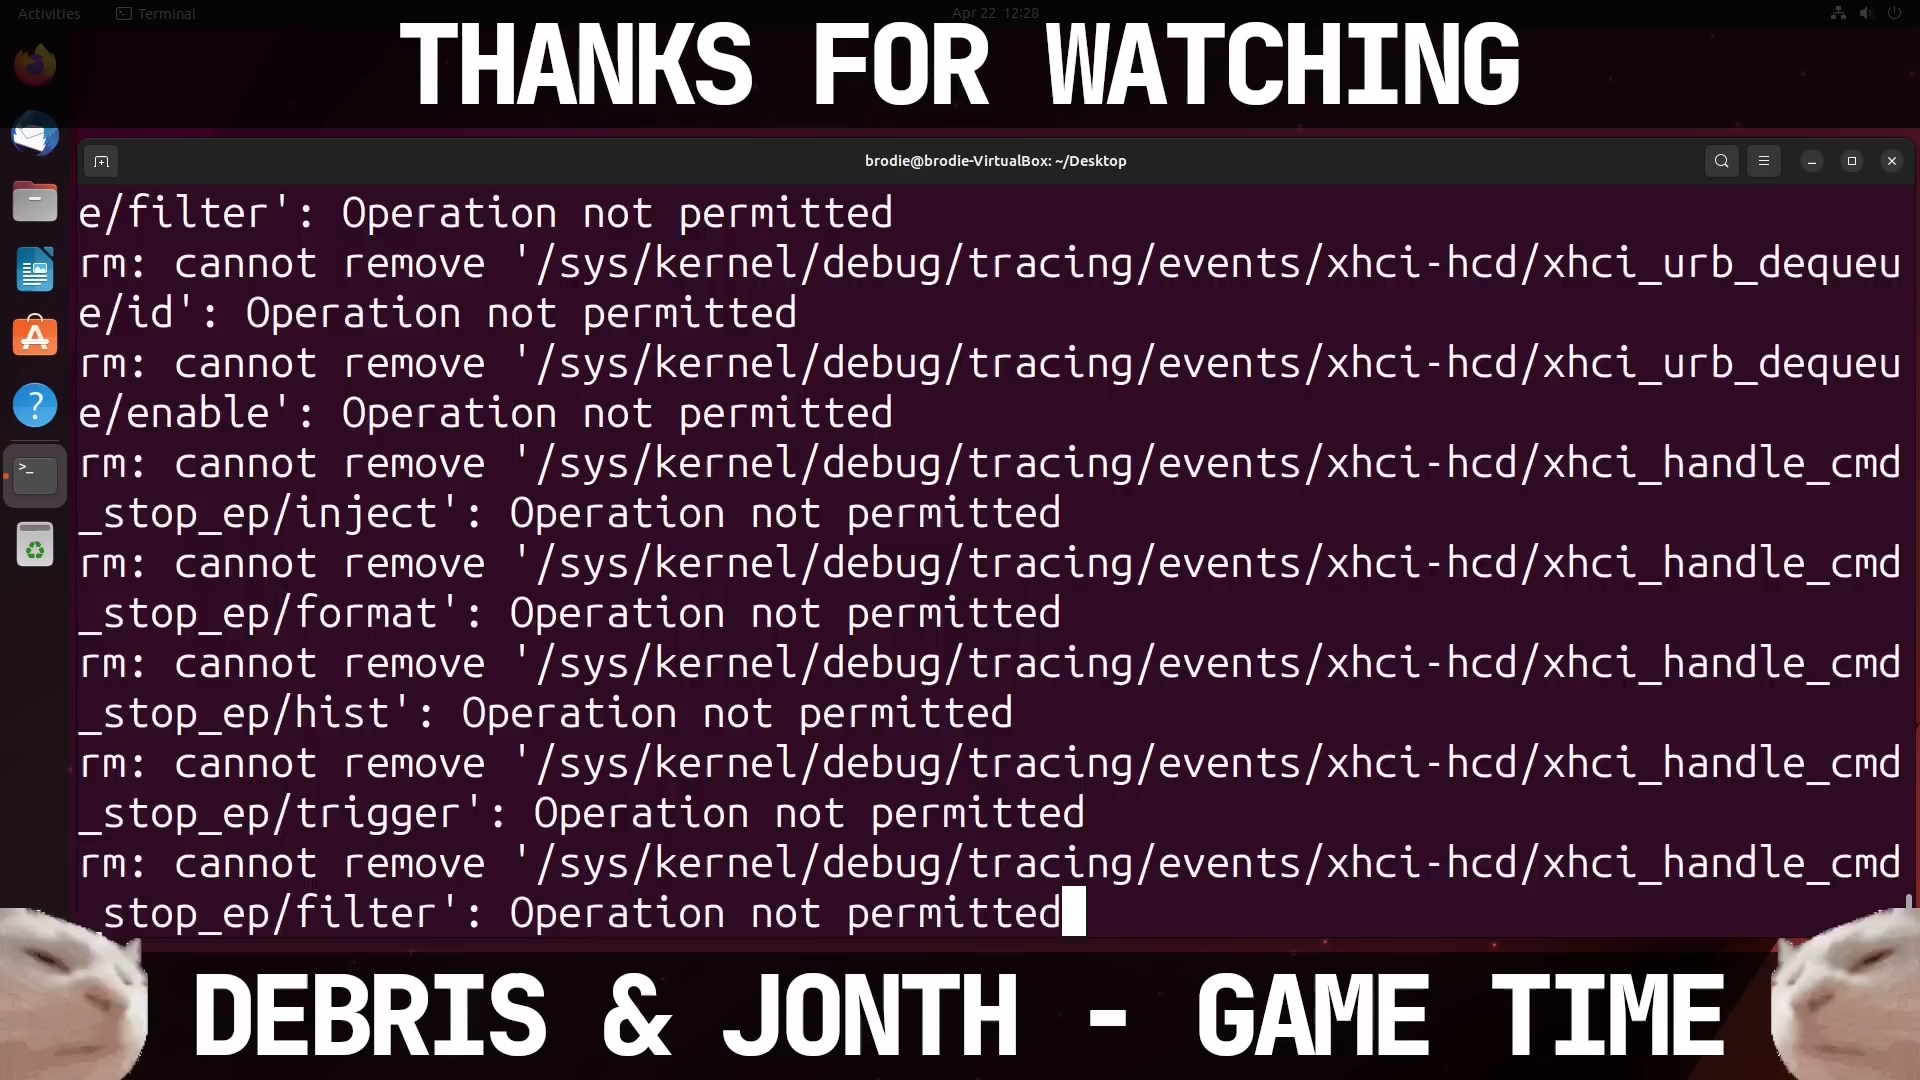 Activities Terminal Apr 22 12:28
THANKS FOR WATCHING
brodie@brodie-VirtualBox: ~/Desktop
e/filter': Operation not permitted
rm: cannot remove '/sys/kernel/debug/tracing/events/xhci-hcd/xhci_urb_dequeu
e/id': Operation not permitted
rm: cannot remove '/sys/kernel/debug/tracing/events/xhci-hcd/xhci_urb_dequeu
e/enable': Operation not permitted
rm: cannot remove '/sys/kernel/debug/tracing/events/xhci-hcd/xhci_handle_cmd
_stop_ep/inject': Operation not permitted
rm: cannot remove '/sys/kernel/debug/tracing/events/xhci-hcd/xhci_handle_cmd
_stop_ep/format': Operation not permitted
rm: cannot remove '/sys/kernel/debug/tracing/events/xhci-hcd/xhci_handle_cmd
_stop_ep/hist': Operation not permitted
rm: cannot remove '/sys/kernel/debug/tracing/events/xhci-hcd/xhci_handle_cmd
_stop_ep/trigger': Operation not permitted
rm: cannot remove '/sys/kernel/debug/tracing/events/xhci-hcd/xhci_handle_cmd
_stop_ep/filter': Operation not permitted
DEBRIS & JONTH - GAME TIME